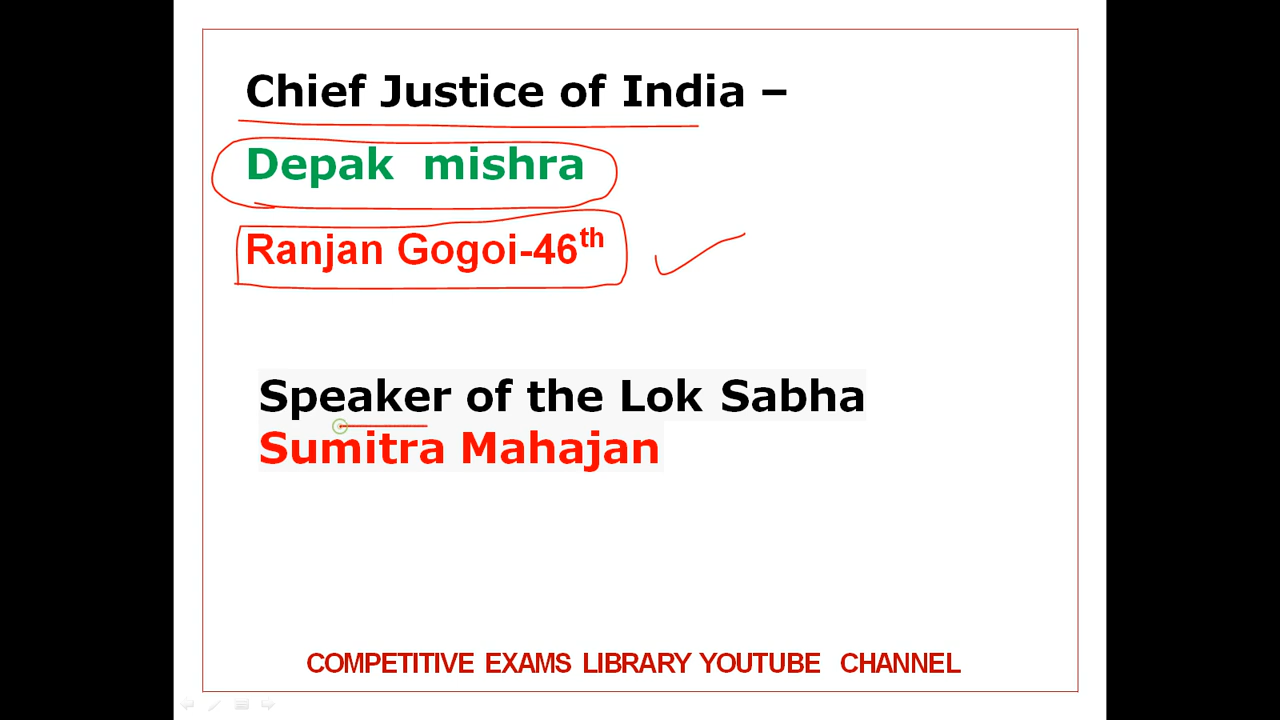 Chief Justice of India –
Depak mishra
Ranjan Gogoi-46th
Speaker of the Lok Sabha
Sumitra Mahajan
COMPETITIVE EXAMS LIBRARY YOUTUBE CHANNEL